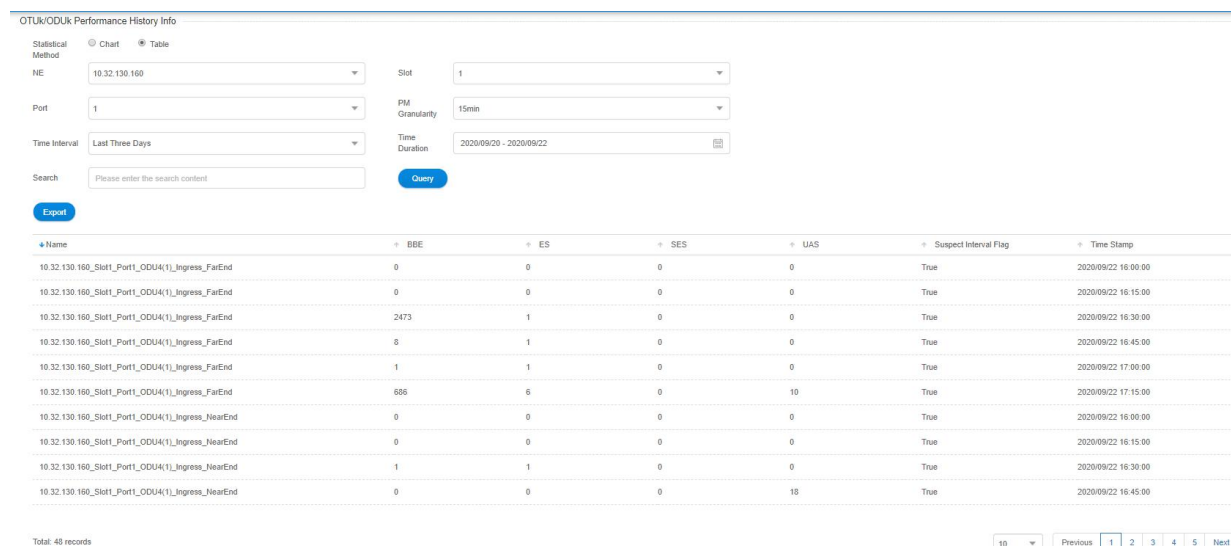 OTUk/ODUk Performance History Info
Statistical Method Chart Table
NE 10.32.130.160 Slot 1
Port 1 PM Granularity 15min
Time Interval Last Three Days Time Duration 2020/09/20 - 2020/09/22
Search Please enter the search content Query
Export
Name BBE ES SES UAS Suspect Interval Flag Time Stamp
10.32.130.160_Slot1_Port1_ODU4(1)_Ingress_FarEnd 0 0 0 0 True 2020/09/22 16:00:00
10.32.130.160_Slot1_Port1_ODU4(1)_Ingress_FarEnd 0 0 0 0 True 2020/09/22 16:15:00
10.32.130.160_Slot1_Port1_ODU4(1)_Ingress_FarEnd 2473 1 0 0 True 2020/09/22 16:30:00
10.32.130.160_Slot1_Port1_ODU4(1)_Ingress_FarEnd 8 1 0 0 True 2020/09/22 16:45:00
10.32.130.160_Slot1_Port1_ODU4(1)_Ingress_FarEnd 1 1 0 0 True 2020/09/22 17:00:00
10.32.130.160_Slot1_Port1_ODU4(1)_Ingress_FarEnd 686 6 0 10 True 2020/09/22 17:15:00
10.32.130.160_Slot1_Port1_ODU4(1)_Ingress_NearEnd 0 0 0 0 True 2020/09/22 16:00:00
10.32.130.160_Slot1_Port1_ODU4(1)_Ingress_NearEnd 0 0 0 0 True 2020/09/22 16:15:00
10.32.130.160_Slot1_Port1_ODU4(1)_Ingress_NearEnd 1 1 0 0 True 2020/09/22 16:30:00
10.32.130.160_Slot1_Port1_ODU4(1)_Ingress_NearEnd 0 0 0 18 True 2020/09/22 16:45:00
Total: 48 records 10 Previous 1 2 3 4 5 Next